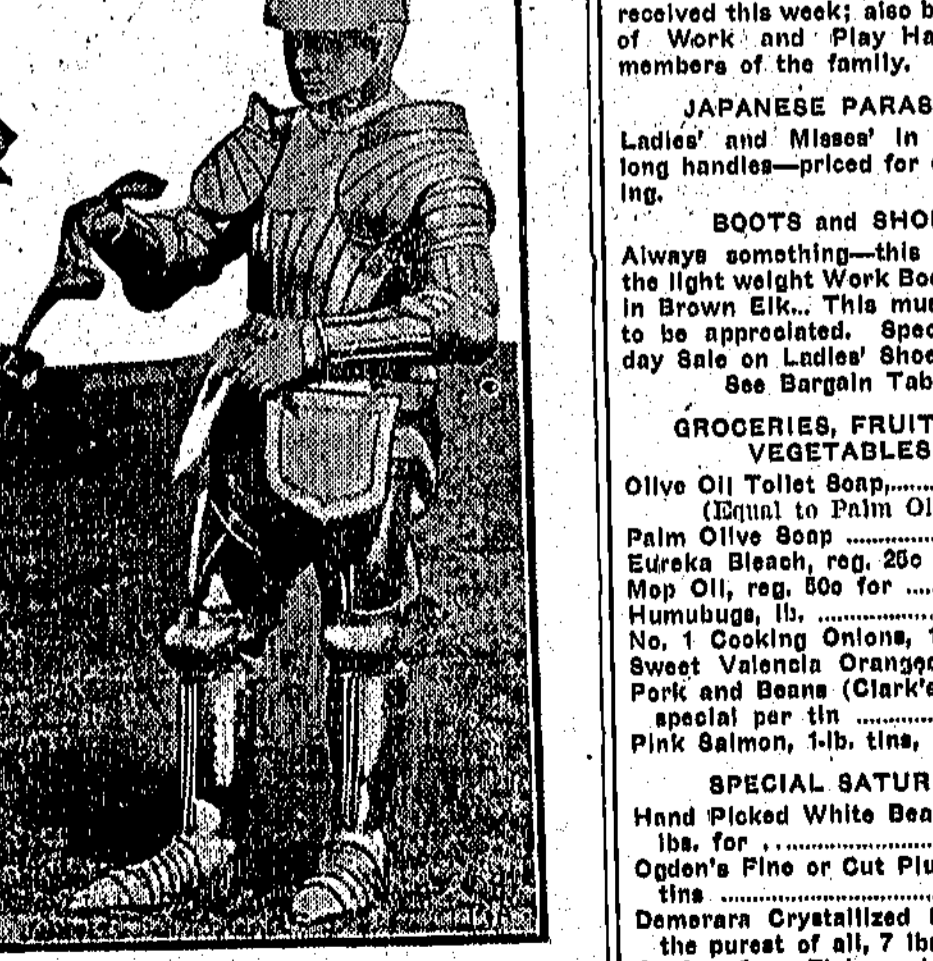 received this week; also b
of Work and Play Ha
members of the family.
JAPANESE PARAS
Ladies' and Misses' in
long handles—priced for
ing.
BOOTS and SHO
Always something—this
the light weight Work Boo
in Brown Elk... This mu
to be appreciated. Spec
day Sale on Ladies' Shoe
See Bargain Tab
GROCERIES, FRUIT
VEGETABLES
Olive Oil Toilet Soap,......
(Equal to Palm Ol
Palm Olive Soap ..............
Eureka Bleach, reg. 25c
Mop Oil, reg. 50c for ....
Humubugs, lb. ..................
No. 1 Cooking Onions, 1
Sweet Valencia Oranges
Pork and Beans (Clark's
special per tin ............
Pink Salmon, 1-lb. tins,
SPECIAL SATUR
Hand Picked White Bea
lbs. for ........................
Ogden's Fine or Cut Plu
tins ..............................
Demerara Crystallized
the purest of all, 7 lbs